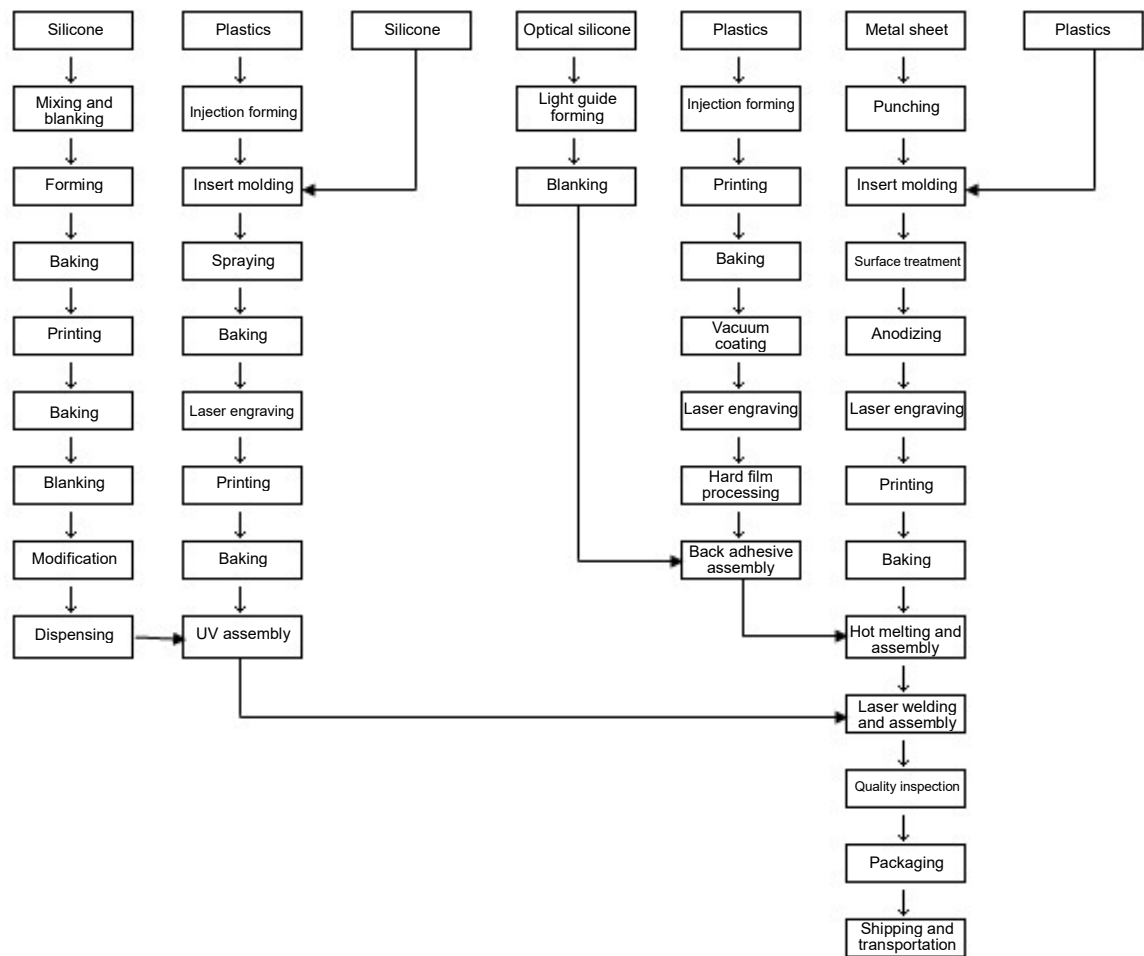 Silicone
Plastics
Silicone
Optical silicone
Plastics
Metal sheet
Plastics
Mixing and
blanking
Injection forming
Light guide
forming
Injection forming
Punching
Forming
Insert molding
Blanking
Printing
Insert molding
Baking
Spraying
Baking
Surface treatment
Printing
Baking
Vacuum
coating
Anodizing
Baking
Laser engraving
Laser engraving
Laser engraving
Blanking
Printing
Hard film
processing
Printing
Modification
Baking
Back adhesive
assembly
Baking
Dispensing
UV assembly
Hot melting and
assembly
Laser welding
and assembly
Quality inspection
Packaging
Shipping and
transportation